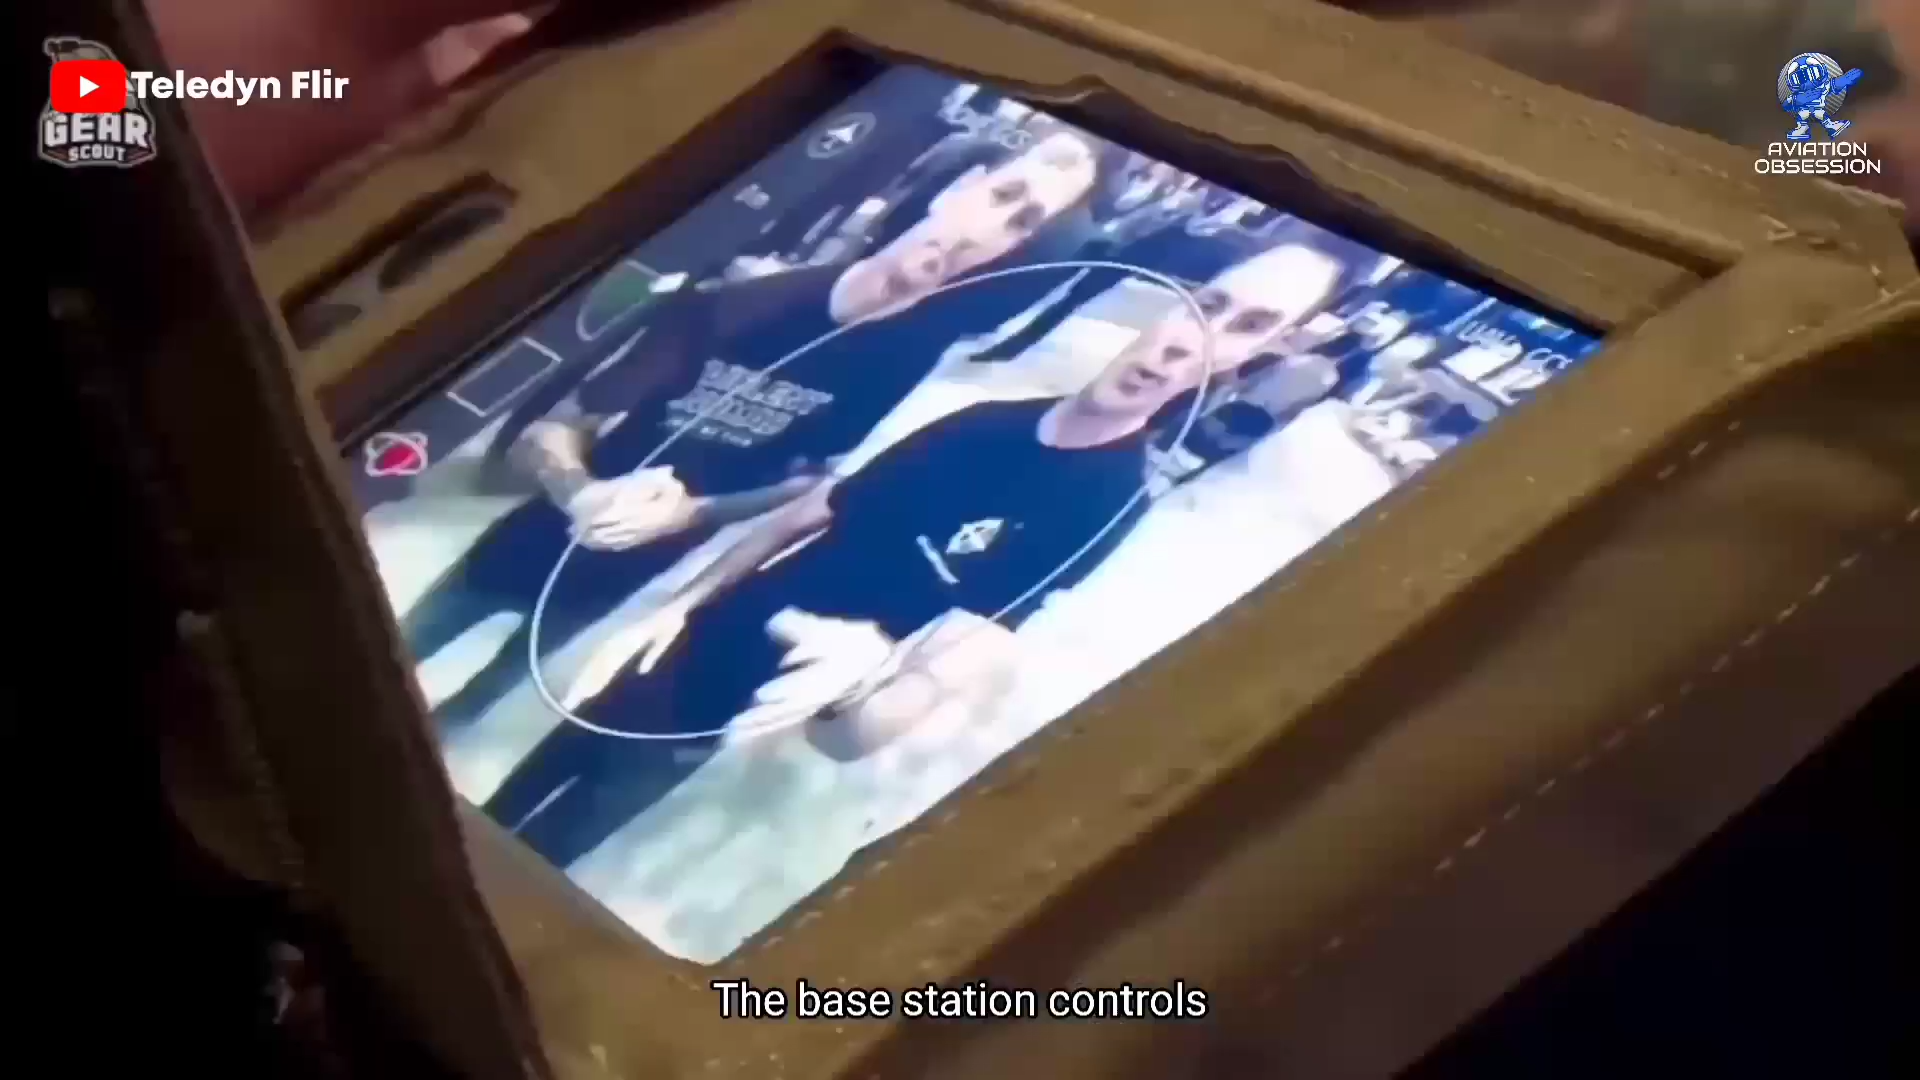 Teledyn Flir
GEAR
SCOUT
AVIATION
OBSESSION
The base station controls